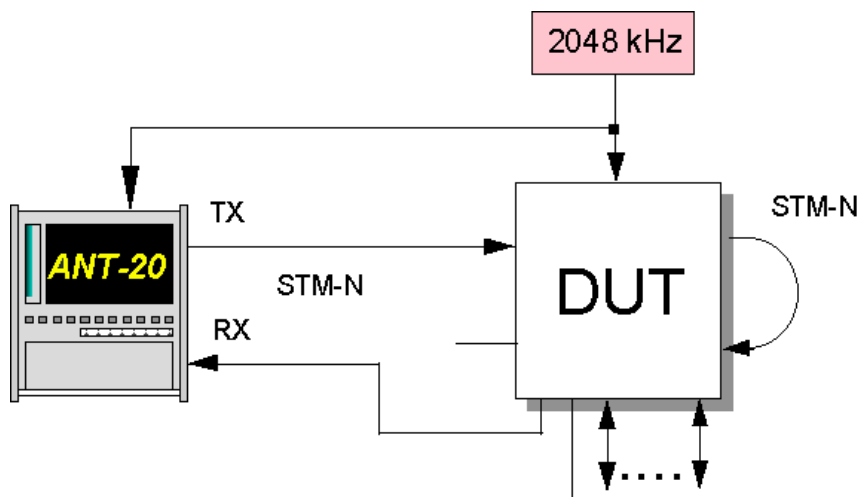 2048 kHz
TX
STM-N
ANT-20
STM-N
DUT
RX